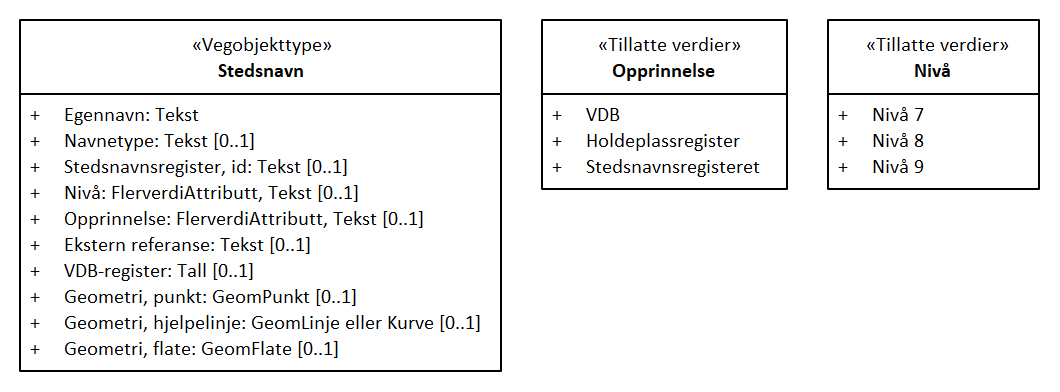 «Vegobjekttype»
Stedsnavn
+ Egennavn: Tekst
+ Navnetype: Tekst [0..1]
+ Stedsnavnsregister, id: Tekst [0..1]
+ Nivå: FlerverdiAttributt, Tekst [0..1]
+ Opprinnelse: FlerverdiAttributt, Tekst [0..1]
+ Ekstern referanse: Tekst [0..1]
+ VDB-register: Tall [0..1]
+ Geometri, punkt: GeomPunkt [0..1]
+ Geometri, hjelpelinje: GeomLinje eller Kurve [0..1]
+ Geometri, flate: GeomFlate [0..1]
«Tillatte verdier»
Opprinnelse
+ VDB
+ Holdeplassregister
+ Stedsnavnsregisteret
«Tillatte verdier»
Nivå
+ Nivå 7
+ Nivå 8
+ Nivå 9